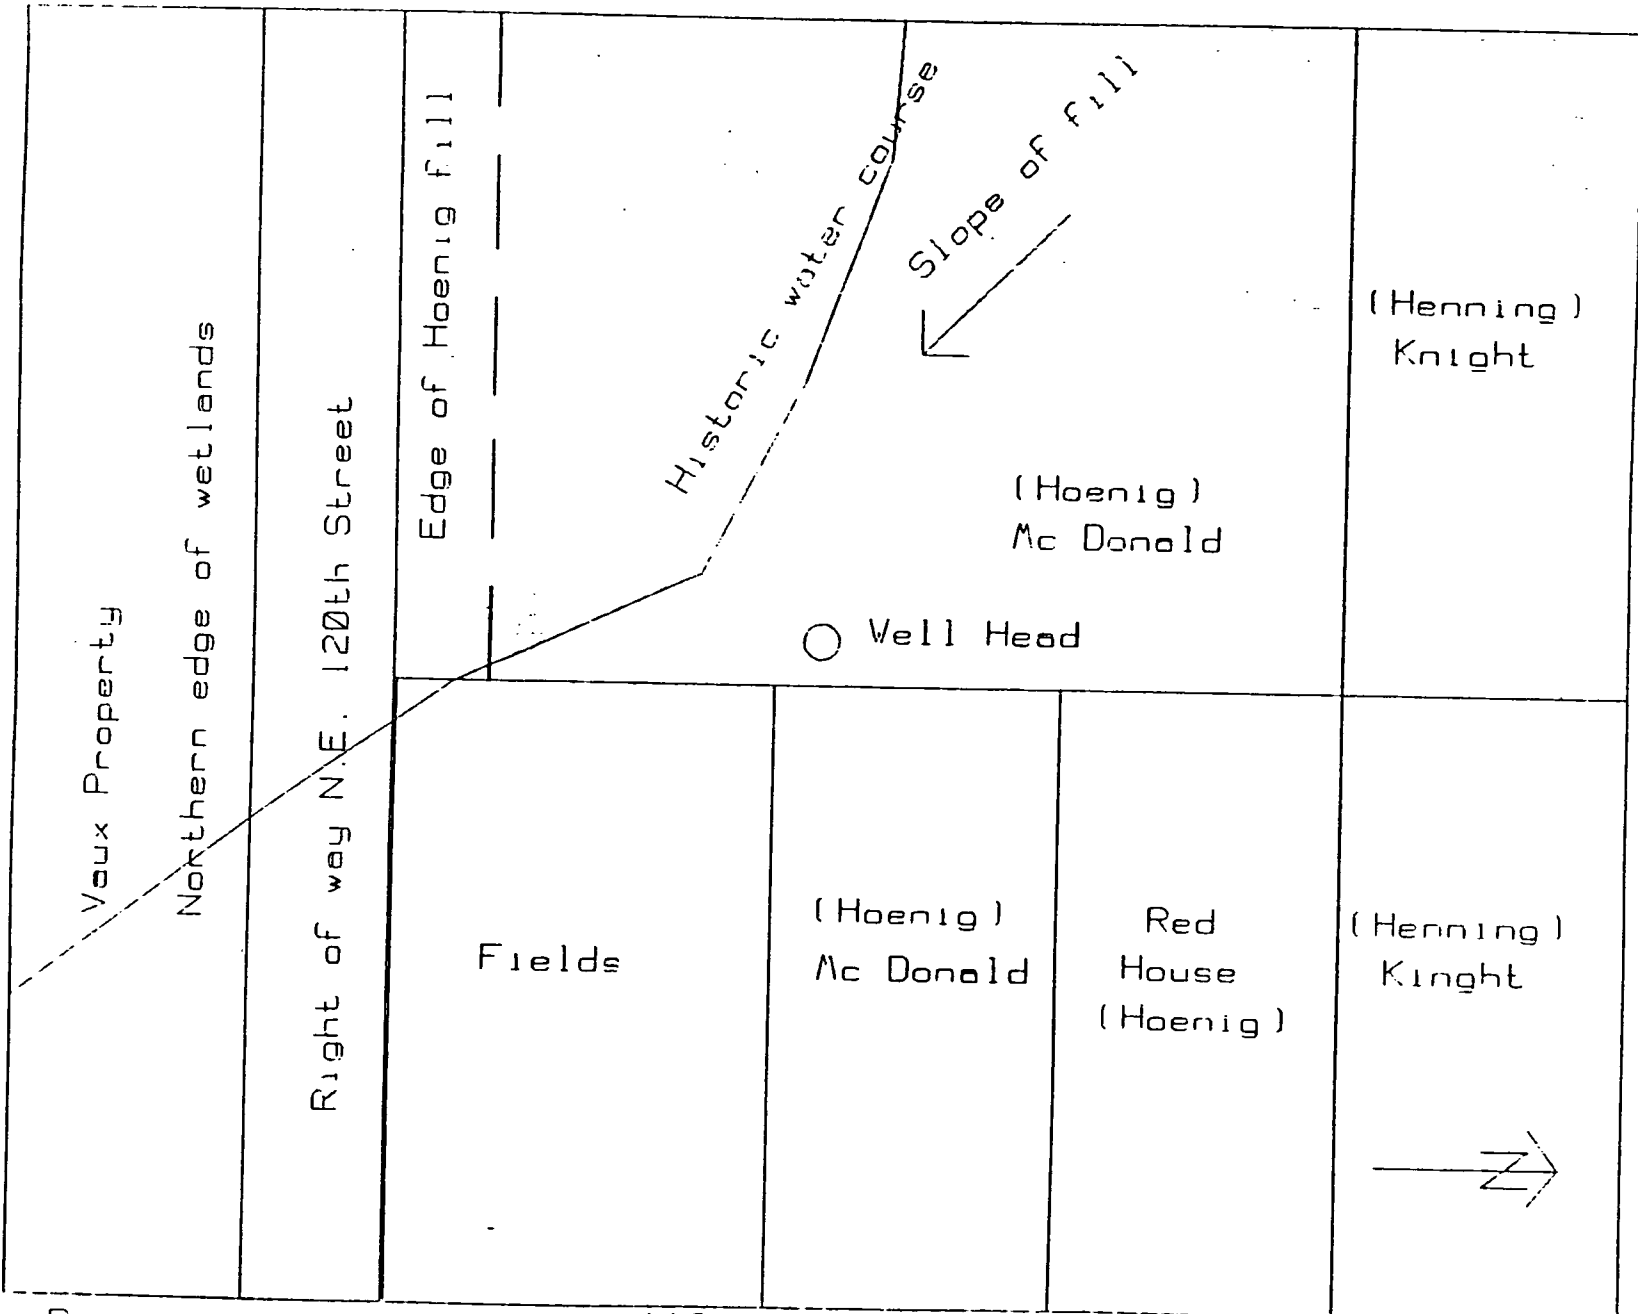 Vaux Property
Northern edge of wetlands
Right of way N.E. 120th Street
Edge of Hoenig fill
Historic water course
Slope of fill
(Henning)
Knight
(Hoenig)
Mc Donald
Well Head
Fields
(Hoenig)
Mc Donald
Red
House
(Hoenig)
(Henning)
Kinght
N